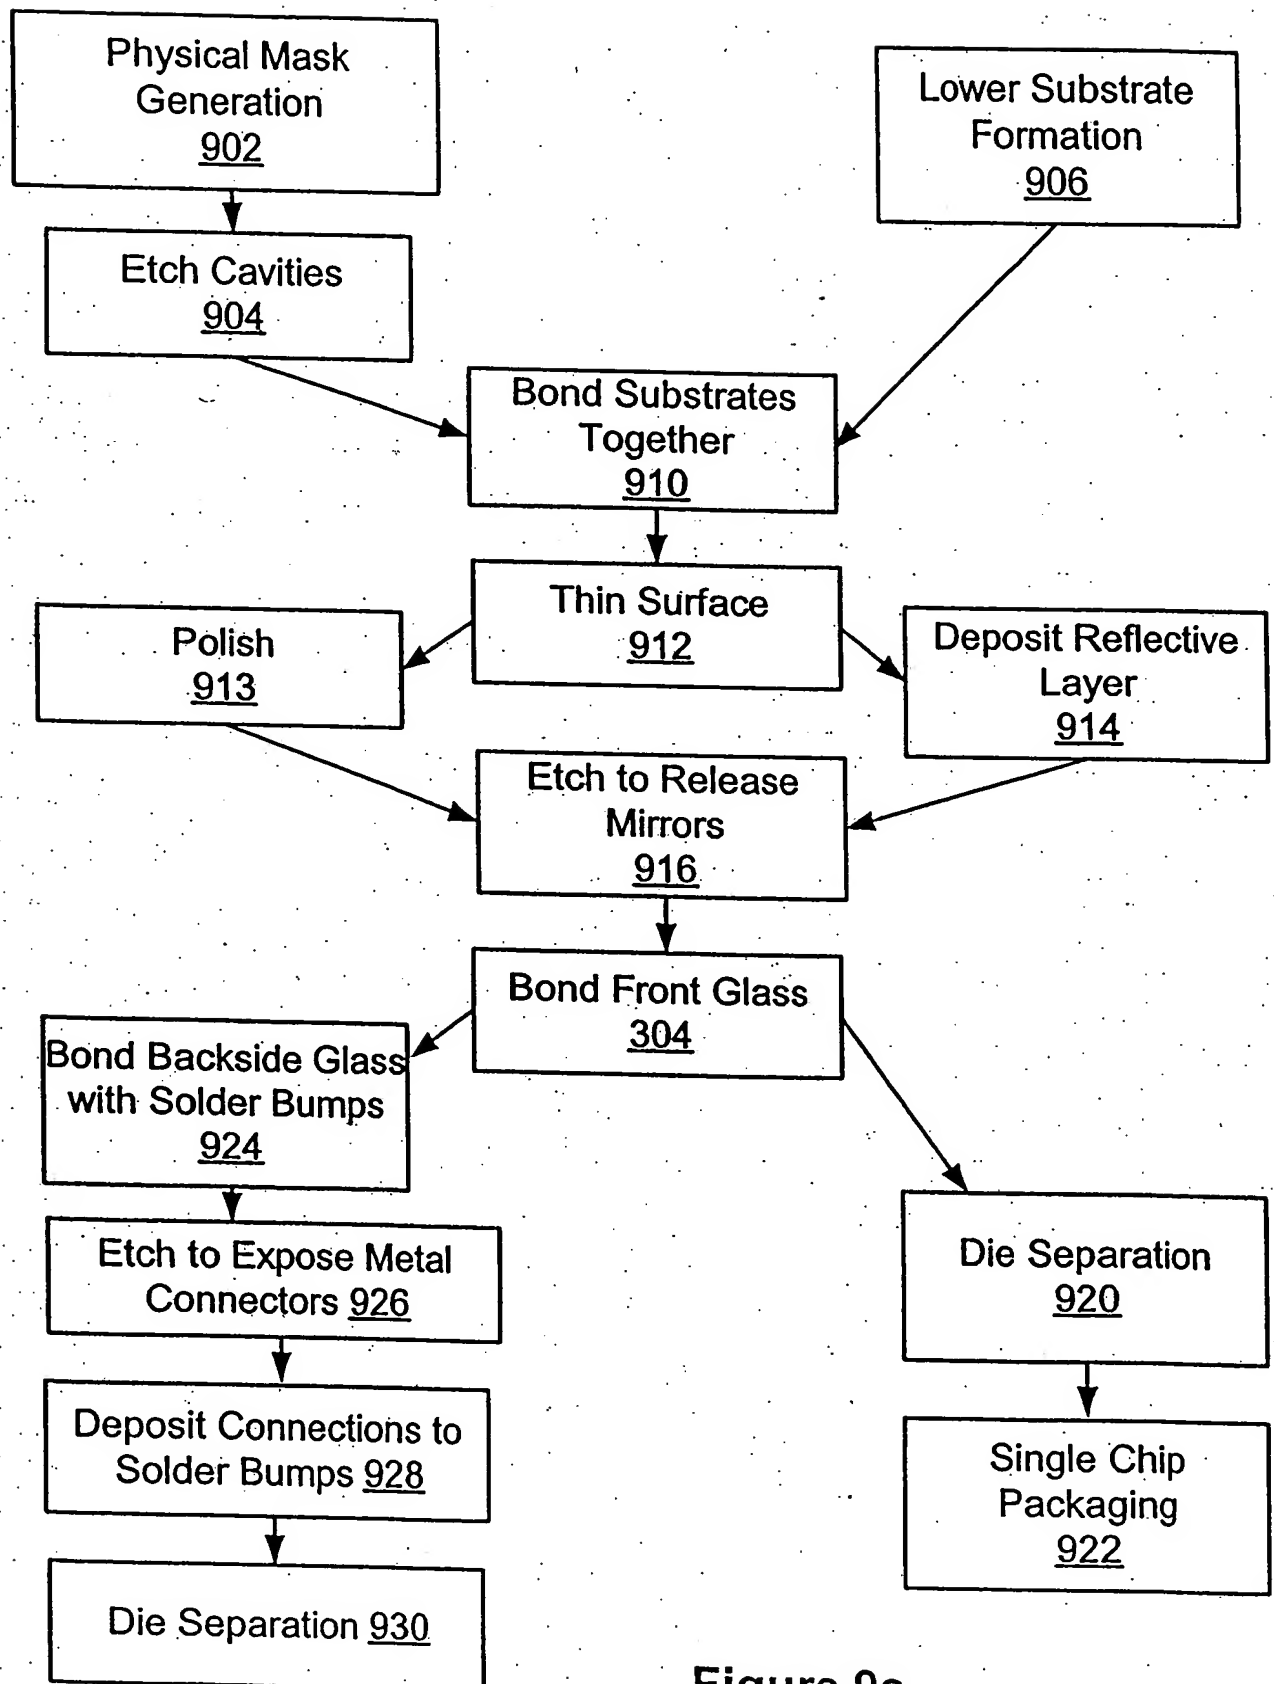 Physical Mask
Generation
902
Lower Substrate
Formation
906
Etch Cavities
904
Bond Substrates
Together
910
Thin Surface
912
Polish
913
Deposit Reflective
Layer
914
Etch to Release
Mirrors
916
Bond Front Glass
304
Bond Backside Glass
with Solder Bumps
924
Etch to Expose Metal
Connectors 926
Die Separation
920
Deposit Connections to
Solder Bumps 928
Single Chip
Packaging
922
Die Separation 930
Figure